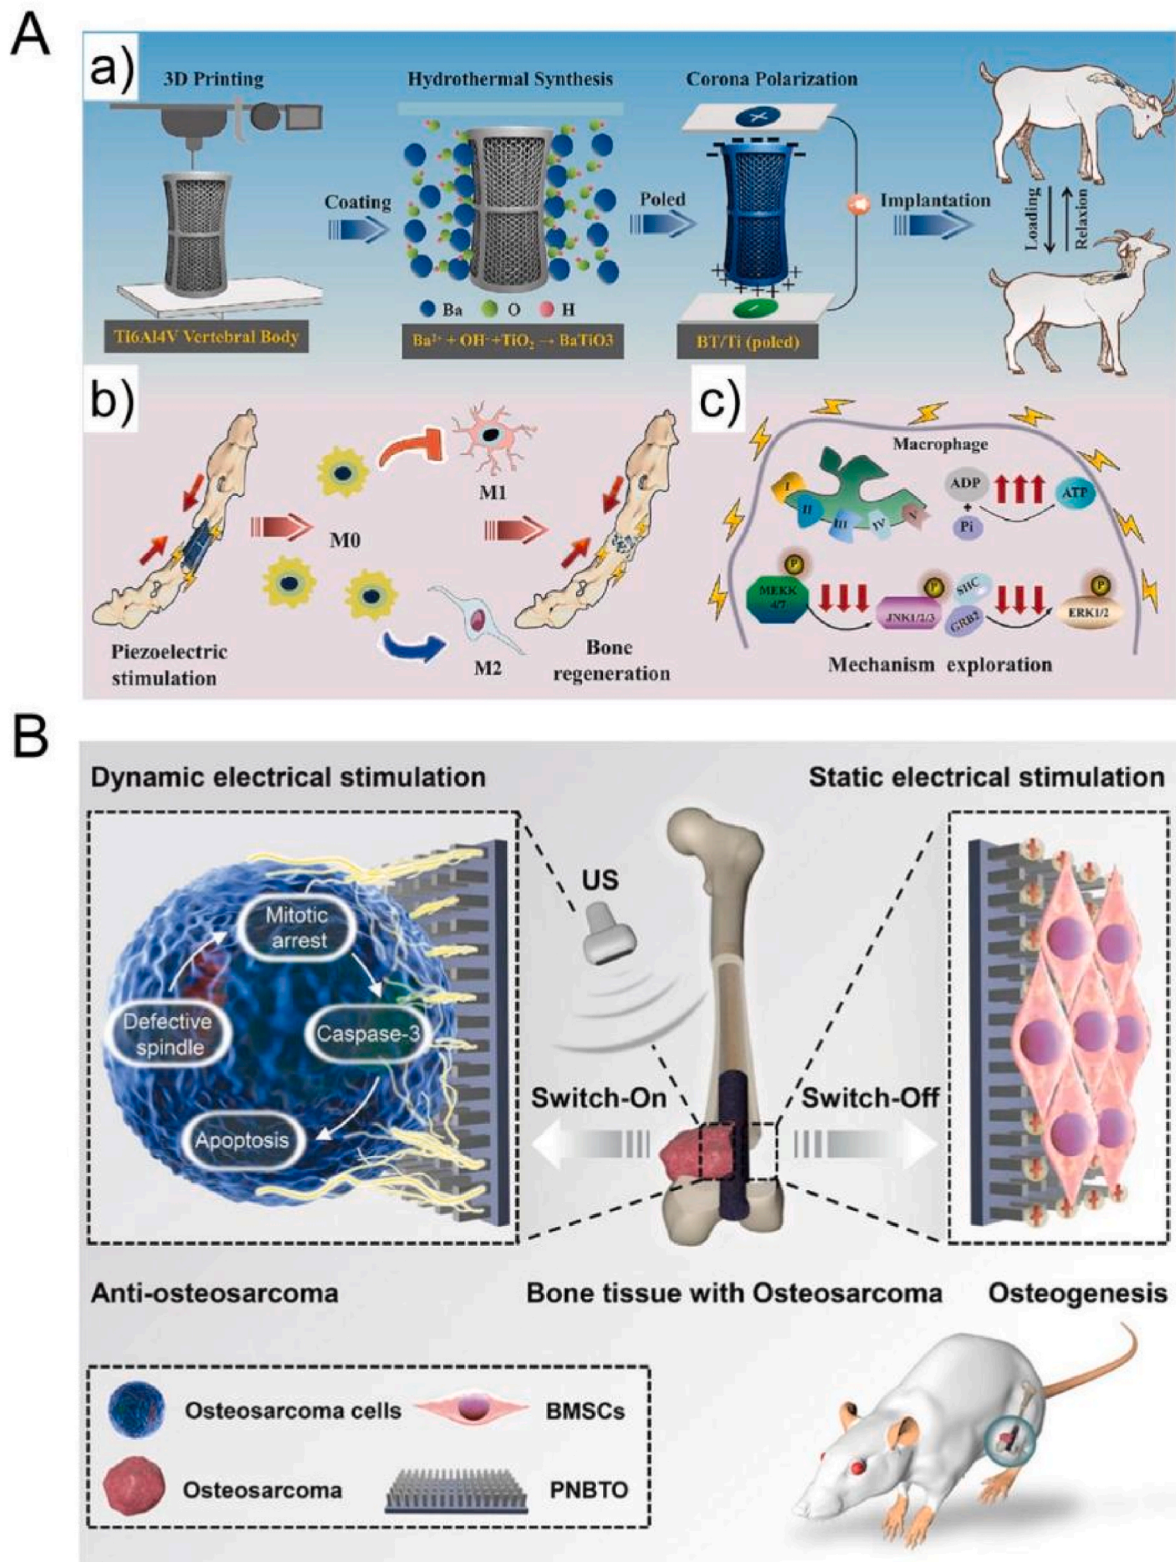 A
a)
3D Printing
Hydrothermal Synthesis
Corona Polarization
Coating
Poled
Implantation
Loading
Relaxion
Ba
O
H
Ti6Al4V Vertebral Body
Ba²⁺ + OH⁻+TiO₂ → BaTiO3
BT/Ti (poled)
b)
M1
M0
M2
Piezoelectric
stimulation
Bone
regeneration
c)
Macrophage
I
II
III
IV
V
ADP
+
Pi
ATP
P
MEKK
4/7
P
JNK1/2/3
SHC
GRB2
P
ERK1/2
Mechanism exploration
B
Dynamic electrical stimulation
Static electrical stimulation
US
Mitotic
arrest
Defective
spindle
Caspase-3
Apoptosis
Switch-On
Switch-Off
Anti-osteosarcoma
Bone tissue with Osteosarcoma
Osteogenesis
Osteosarcoma cells
BMSCs
Osteosarcoma
PNBTO